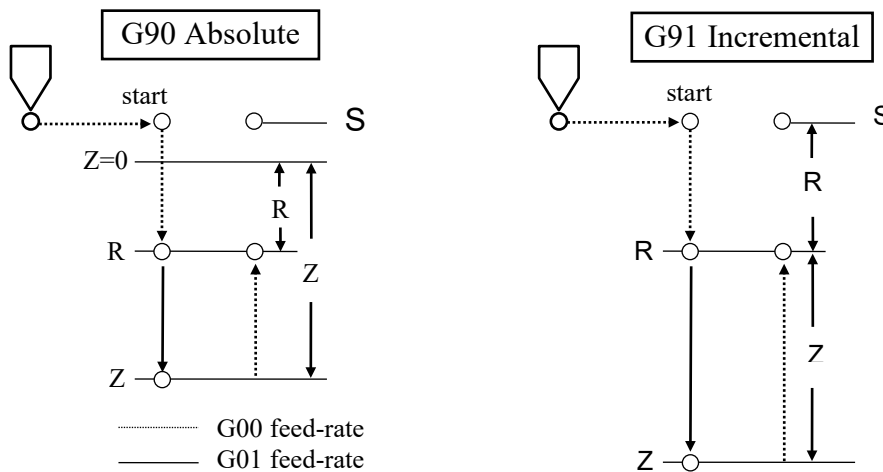 G90 Absolute
start
S
Z=0
R
R
Z
Z
G00 feed-rate
G01 feed-rate
G91 Incremental
start
S
R
R
Z
Z